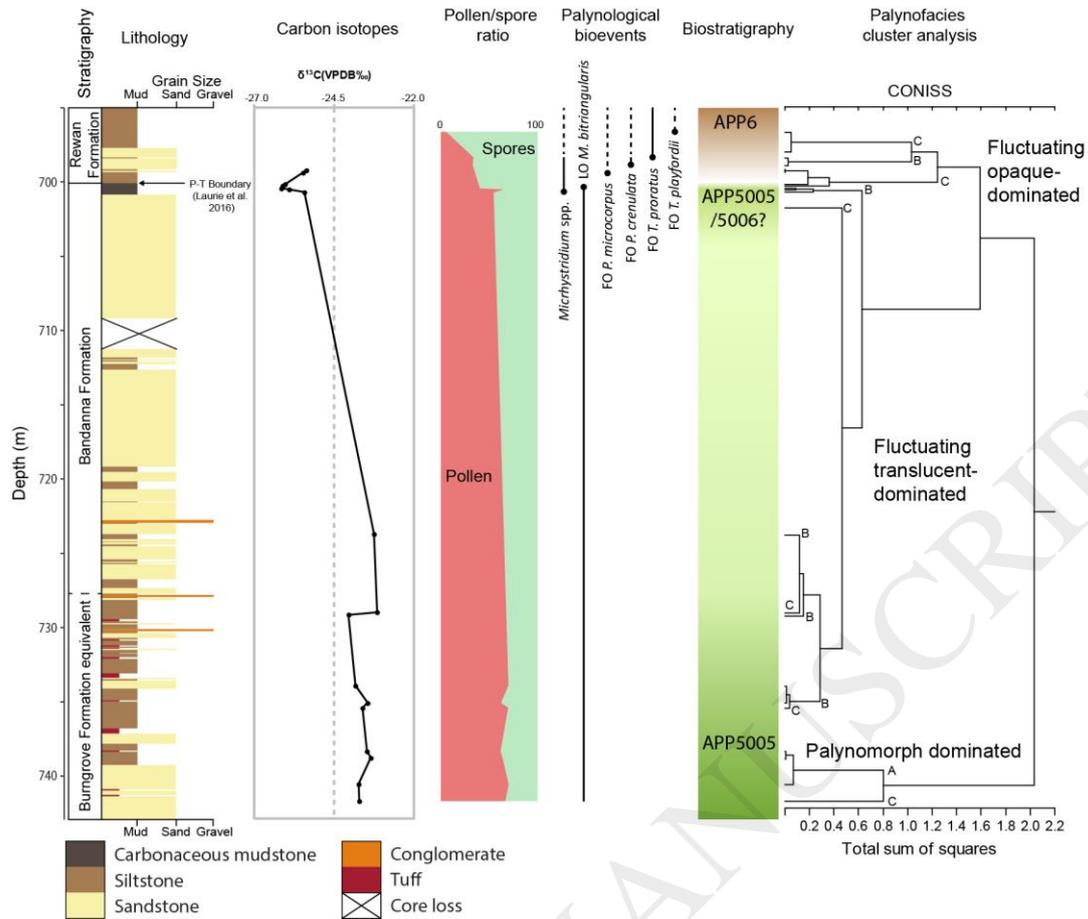 Stratigraphy
Lithology
Grain Size
Mud Sand Gravel
Carbon isotopes
δ¹³C(VPDB‰)
-27.0 -24.5 -22.0
Pollen/spore
ratio
0 100
Palynological
bioevents
Biostratigraphy
Palynofacies
cluster analysis
CONISS
Rewan
Formation
Bandanna Formation
Burngrove Formation equivalent
Depth (m)
700
710
720
730
740
P-T Boundary
(Laurie et al.
2016)
Spores
Pollen
Micrhystridium spp.
LO M. bitriangularis
FO P. microcorpus
FO P. crenulata
FO T. proratus
FO T. playfordii
APP6
APP5005
/5006?
APP5005
C
B
C
B
C
B
C
B
B
C
A
C
Fluctuating
opaque-
dominated
Fluctuating
translucent-
dominated
Palynomorph dominated
Mud Sand Gravel
0.2 0.4 0.6 0.8 1.0 1.2 1.4 1.6 1.8 2.0 2.2
Total sum of squares
Carbonaceous mudstone
Siltstone
Sandstone
Conglomerate
Tuff
Core loss
MANUSCRIPT